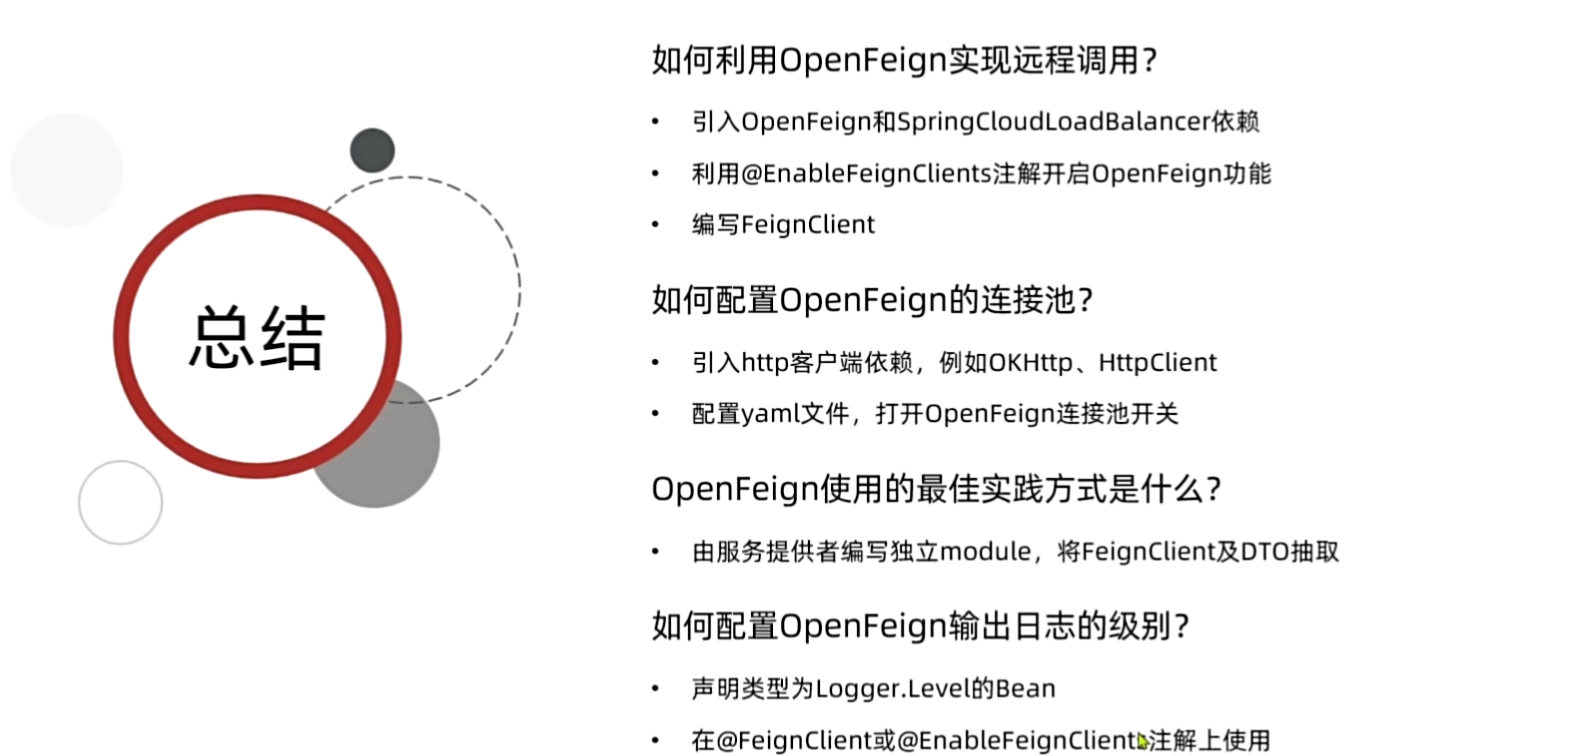 总结
如何利用OpenFeign实现远程调用？
• 引入OpenFeign和SpringCloudLoadBalancer依赖
• 利用@EnableFeignClients注解开启OpenFeign功能
• 编写FeignClient
如何配置OpenFeign的连接池？
• 引入http客户端依赖，例如OKHttp、HttpClient
• 配置yaml文件，打开OpenFeign连接池开关
OpenFeign使用的最佳实践方式是什么？
• 由服务提供者编写独立module，将FeignClient及DTO抽取
如何配置OpenFeign输出日志的级别？
• 声明类型为Logger.Level的Bean
• 在@FeignClient或@EnableFeignClients注解上使用